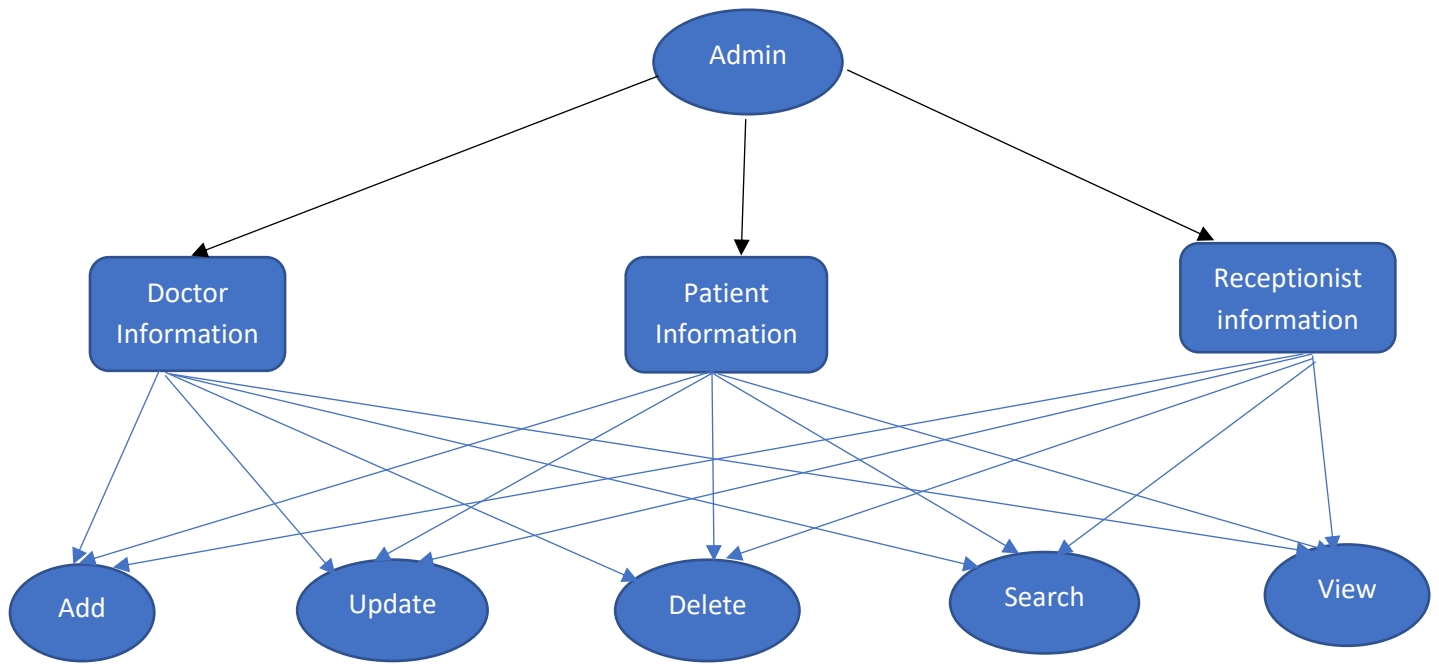 Admin
Doctor
Information
Patient
Information
Receptionist
information
Add
Update
Delete
Search
View